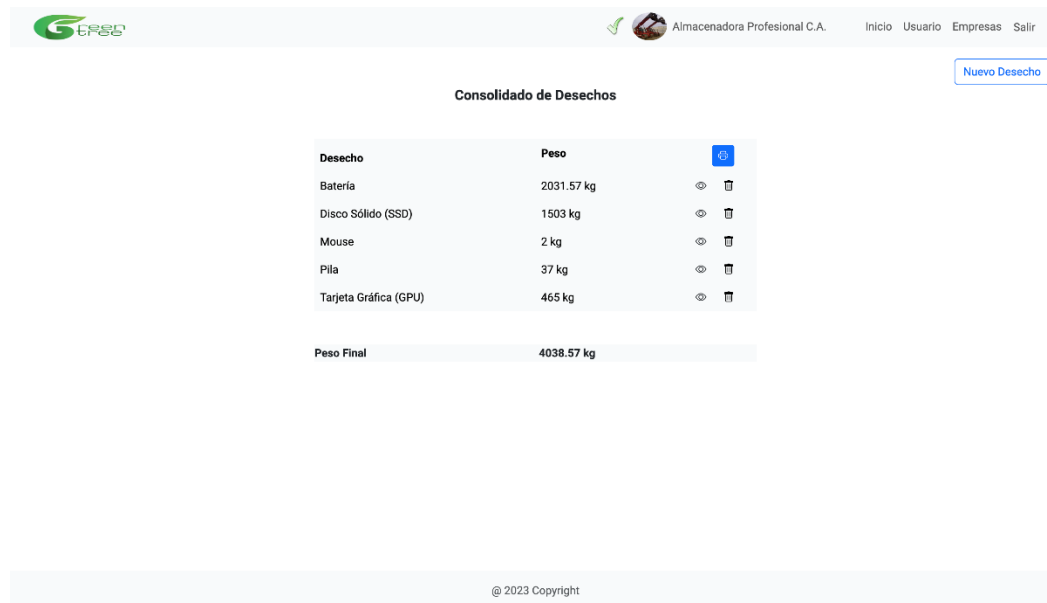 Green tree
Almacenadora Profesional C.A. Inicio Usuario Empresas Salir
Nuevo Desecho
Consolidado de Desechos
Desecho Peso
Batería 2031.57 kg
Disco Sólido (SSD) 1503 kg
Mouse 2 kg
Pila 37 kg
Tarjeta Gráfica (GPU) 465 kg
Peso Final 4038.57 kg
@ 2023 Copyright